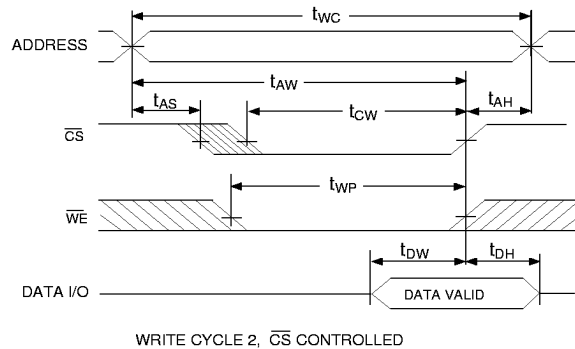 tWC
ADDRESS
tAW
tAS
tCW
tAH
CS
tWP
WE
tDW
tDH
DATA I/O
DATA VALID
WRITE CYCLE 2, CS CONTROLLED